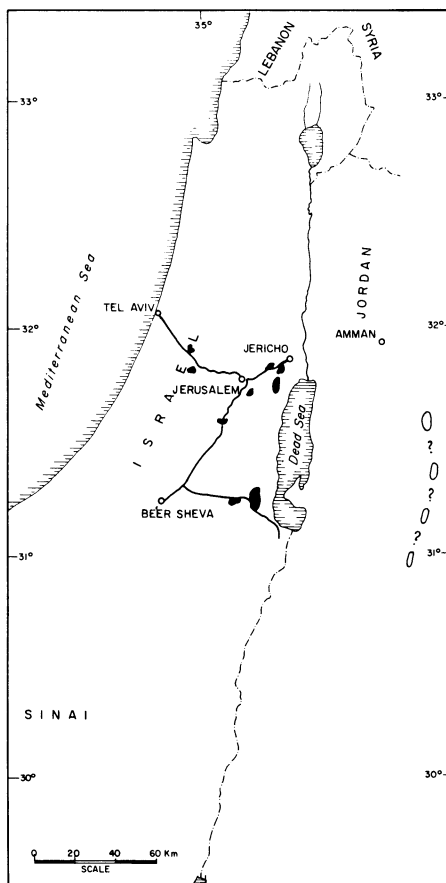 35°
LEBANON
SYRIA
33°
33°
Mediterranean Sea
JORDAN
TEL AVIV
32°
32°
AMMAN
JERICHO
JERUSALEM
ISRAEL
Dead Sea
?
?
?
BEER SHEVA
31°
31°
SINAI
30°
30°
0 20 40 60 Km
SCALE